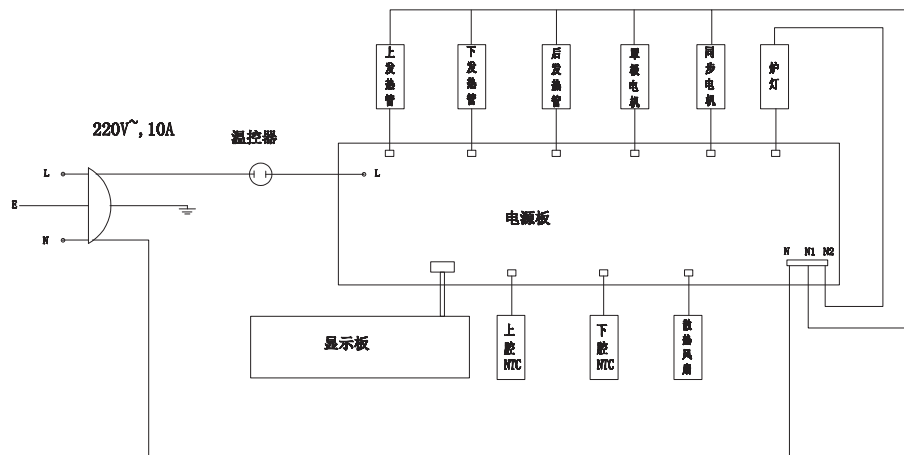 上发热管
下发热管
后发热管
罩极电机
同步电机
炉灯
220V~, 10A
温控器
L
L
E
电源板
N
N N1 N2
显示板
上腔NTC
下腔NTC
散热风扇